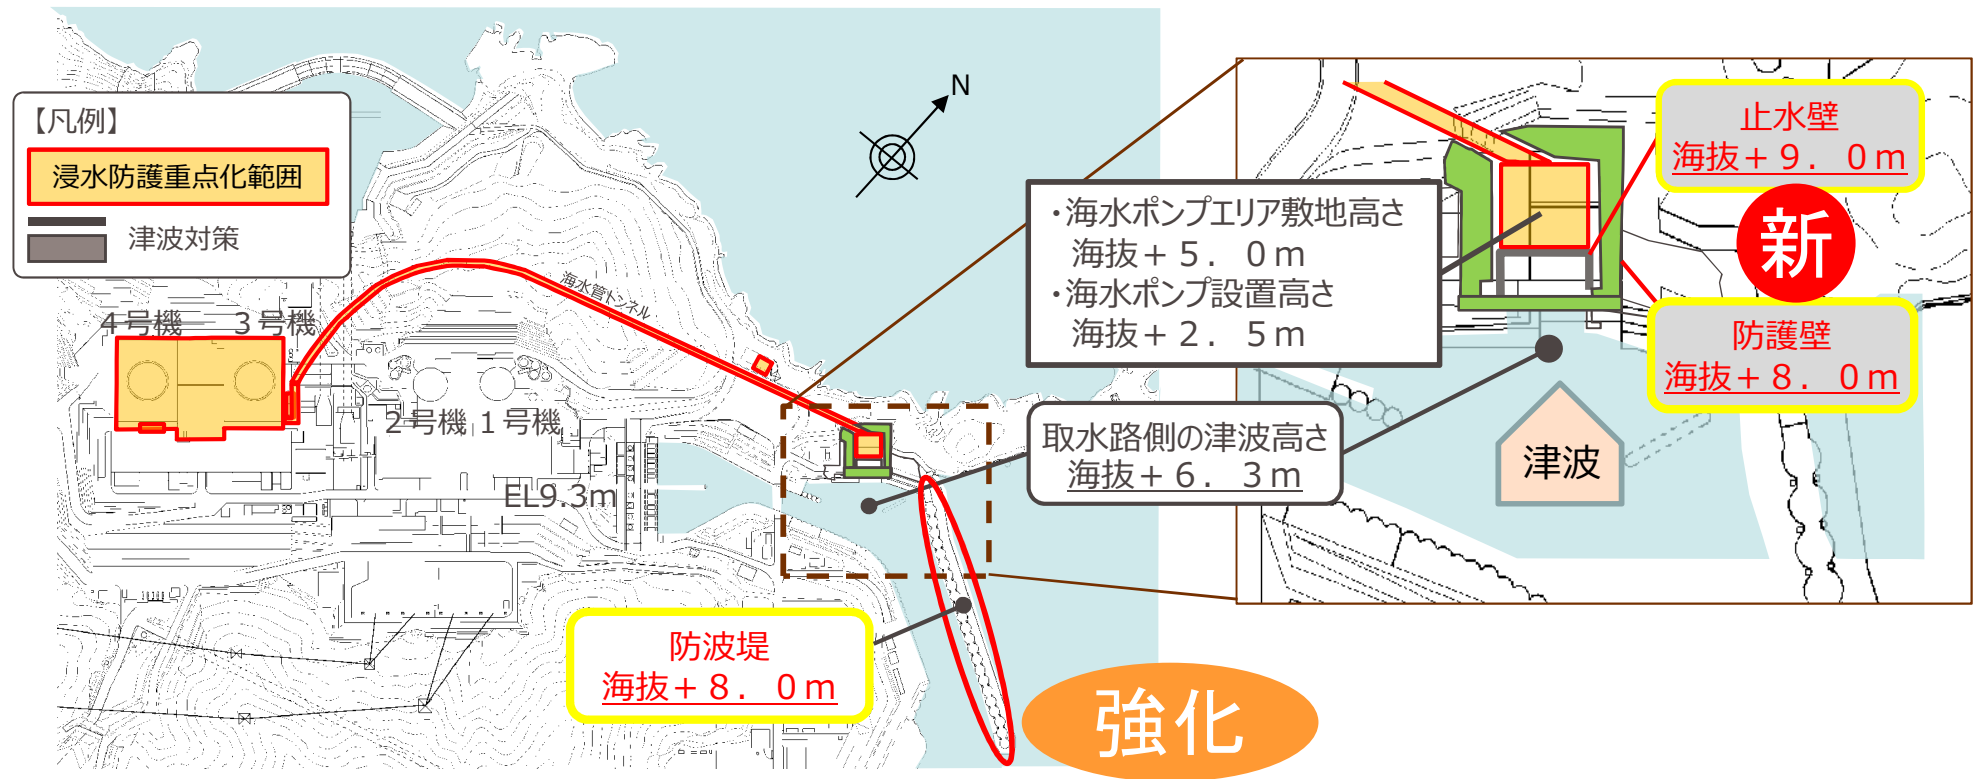 【凡例】
浸水防護重点化範囲
津波対策
N
海水管トンネル
4号機
3号機
2号機
1号機
EL9.3m
・海水ポンプエリア敷地高さ
海抜+5.0m
・海水ポンプ設置高さ
海抜+2.5m
取水路側の津波高さ
海抜+6.3m
防波堤
海抜+8.0m
強化
止水壁
海抜+9.0m
新
防護壁
海抜+8.0m
津波